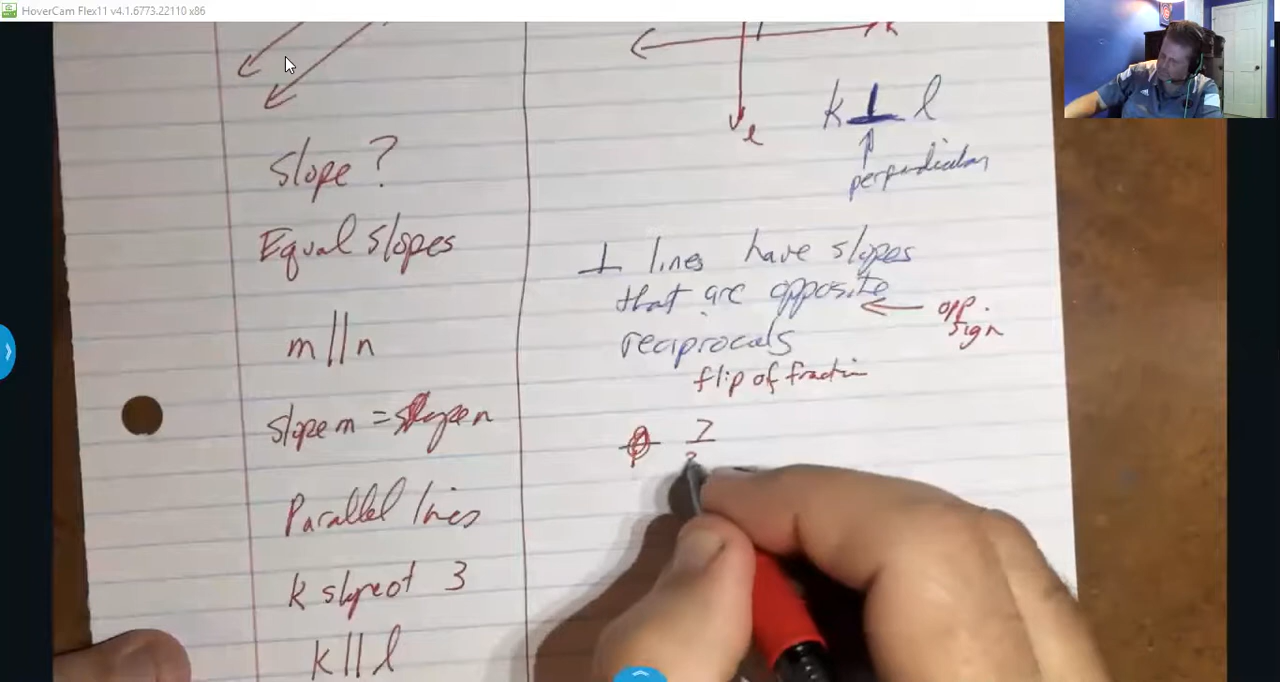 HoverCam Flex11 v4.1.6773.22110 x86
Slope?
Equal slopes
m || n
slope m = slope n
Parallel lines
k slope of 3
k || l
k
l
k ⊥ l
perpendicular
⊥ lines have slopes
that are opposite
← opp. sign
reciprocals
flip of fraction
2